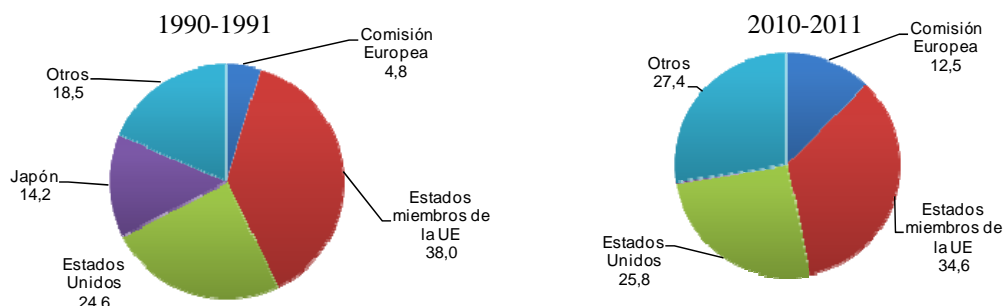 1990-1991
Comisión
Europea
4,8
Otros
18,5
Japón
14,2
Estados
miembros de
la UE
38,0
Estados
Unidos
24,6
2010-2011
Comisión
Europea
12,5
Otros
27,4
Estados
miembros de
la UE
34,6
Estados
Unidos
25,8